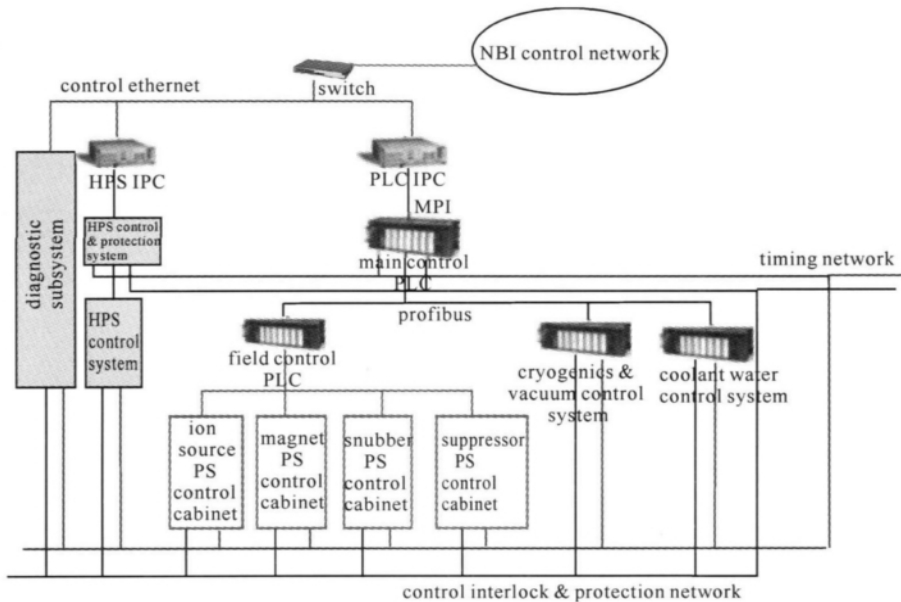 NBI control network
control ethernet
switch
HPS IPC
PLC IPC
MPI
diagnostic
subsystem
HPS control
& protection
system
main control
PLC
timing network
HPS
control
system
profibus
field control
PLC
cryogenics &
vacuum control
system
coolant water
control system
ion
source
PS
control
cabinet
magnet
PS
control
cabinet
snubber
PS
control
cabinet
suppressor
PS
control
cabinet
control interlock & protection network